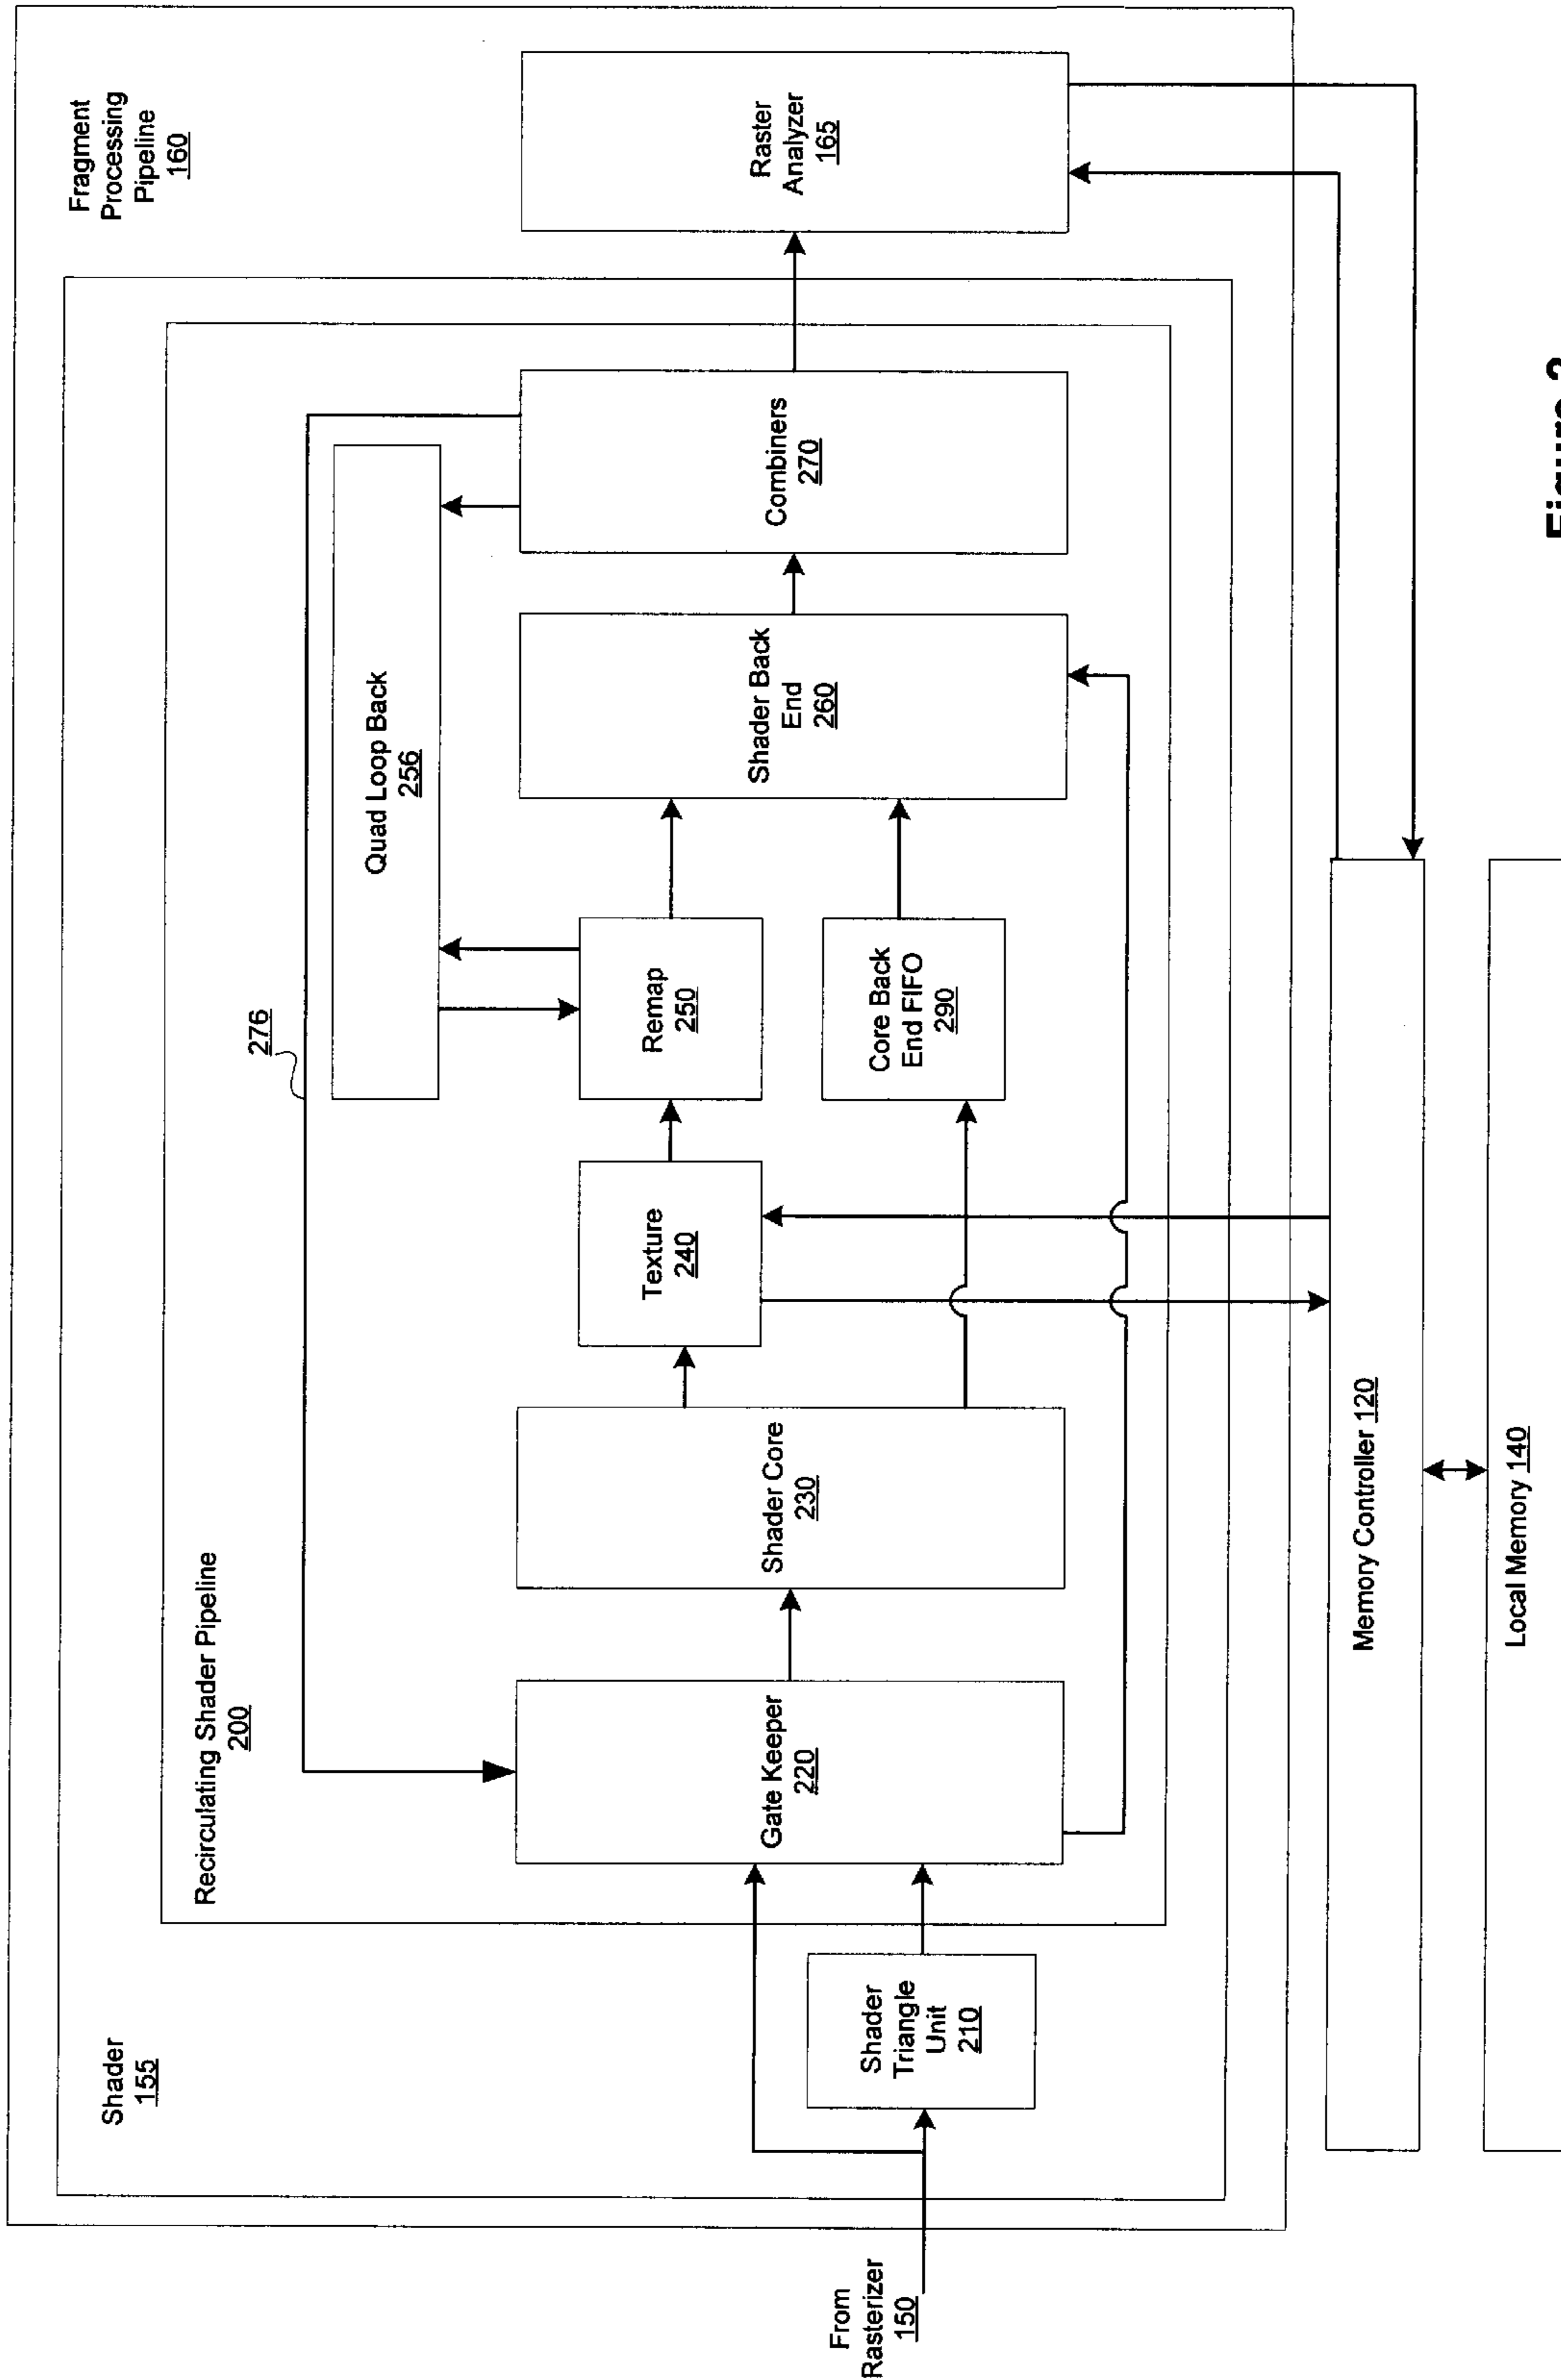 Fragment
Processing
Pipeline
160
Shader
155
Recirculating Shader Pipeline
200
276
Quad Loop Back
256
From
Rasterizer
150
Shader
Triangle
Unit
210
Gate Keeper
220
Shader Core
230
Texture
240
Remap
250
Core Back
End FIFO
290
Shader Back
End
260
Combiners
270
Raster
Analyzer
165
Memory Controller 120
Local Memory 140